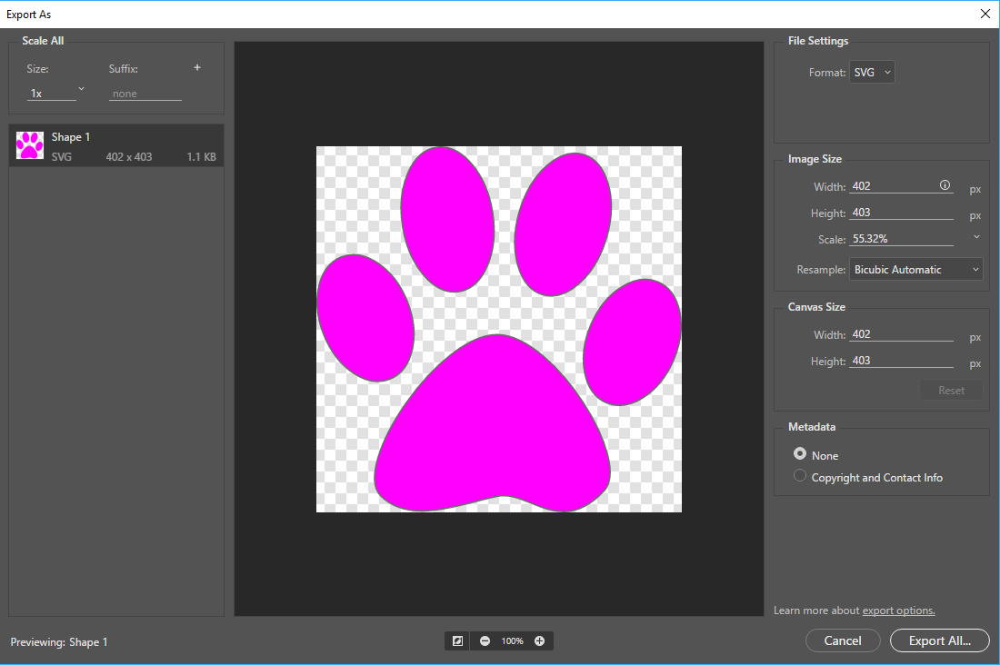 Export As
Scale All
Size:
Suffix:
+
1x
none
Shape 1
SVG
402 x 403
1.1 KB
File Settings
Format: SVG
Image Size
Width: 402 px
Height: 403 px
Scale: 55.32%
Resample: Bicubic Automatic
Canvas Size
Width: 402 px
Height: 403 px
Reset
Metadata
None
Copyright and Contact Info
Learn more about export options.
Previewing: Shape 1
100%
Cancel
Export All...